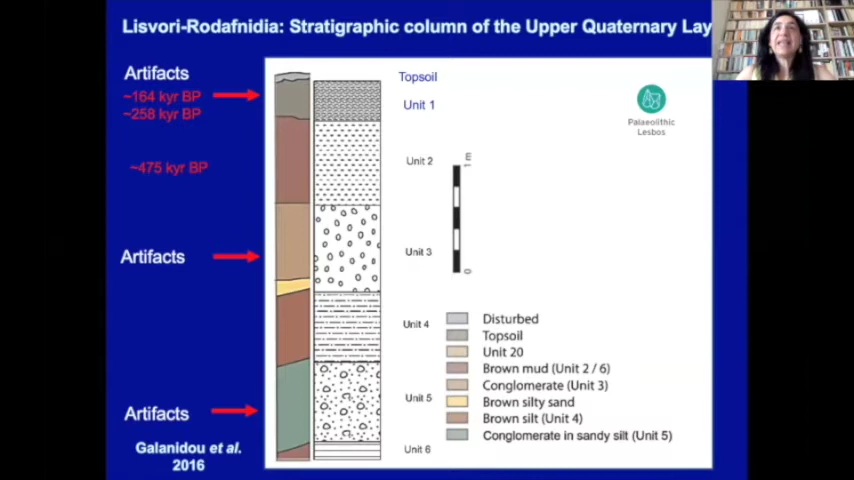 Lisvori-Rodafnidia: Stratigraphic column of the Upper Quaternary Lay
Artifacts
~164 kyr BP
~258 kyr BP
~475 kyr BP
Artifacts
Artifacts
Galanidou et al.
2016
Topsoil
Unit 1
Unit 2
Unit 3
Unit 4
Unit 5
Unit 6
1 m
0
Palaeolithic
Lesbos
Disturbed
Topsoil
Unit 20
Brown mud (Unit 2 / 6)
Conglomerate (Unit 3)
Brown silty sand
Brown silt (Unit 4)
Conglomerate in sandy silt (Unit 5)